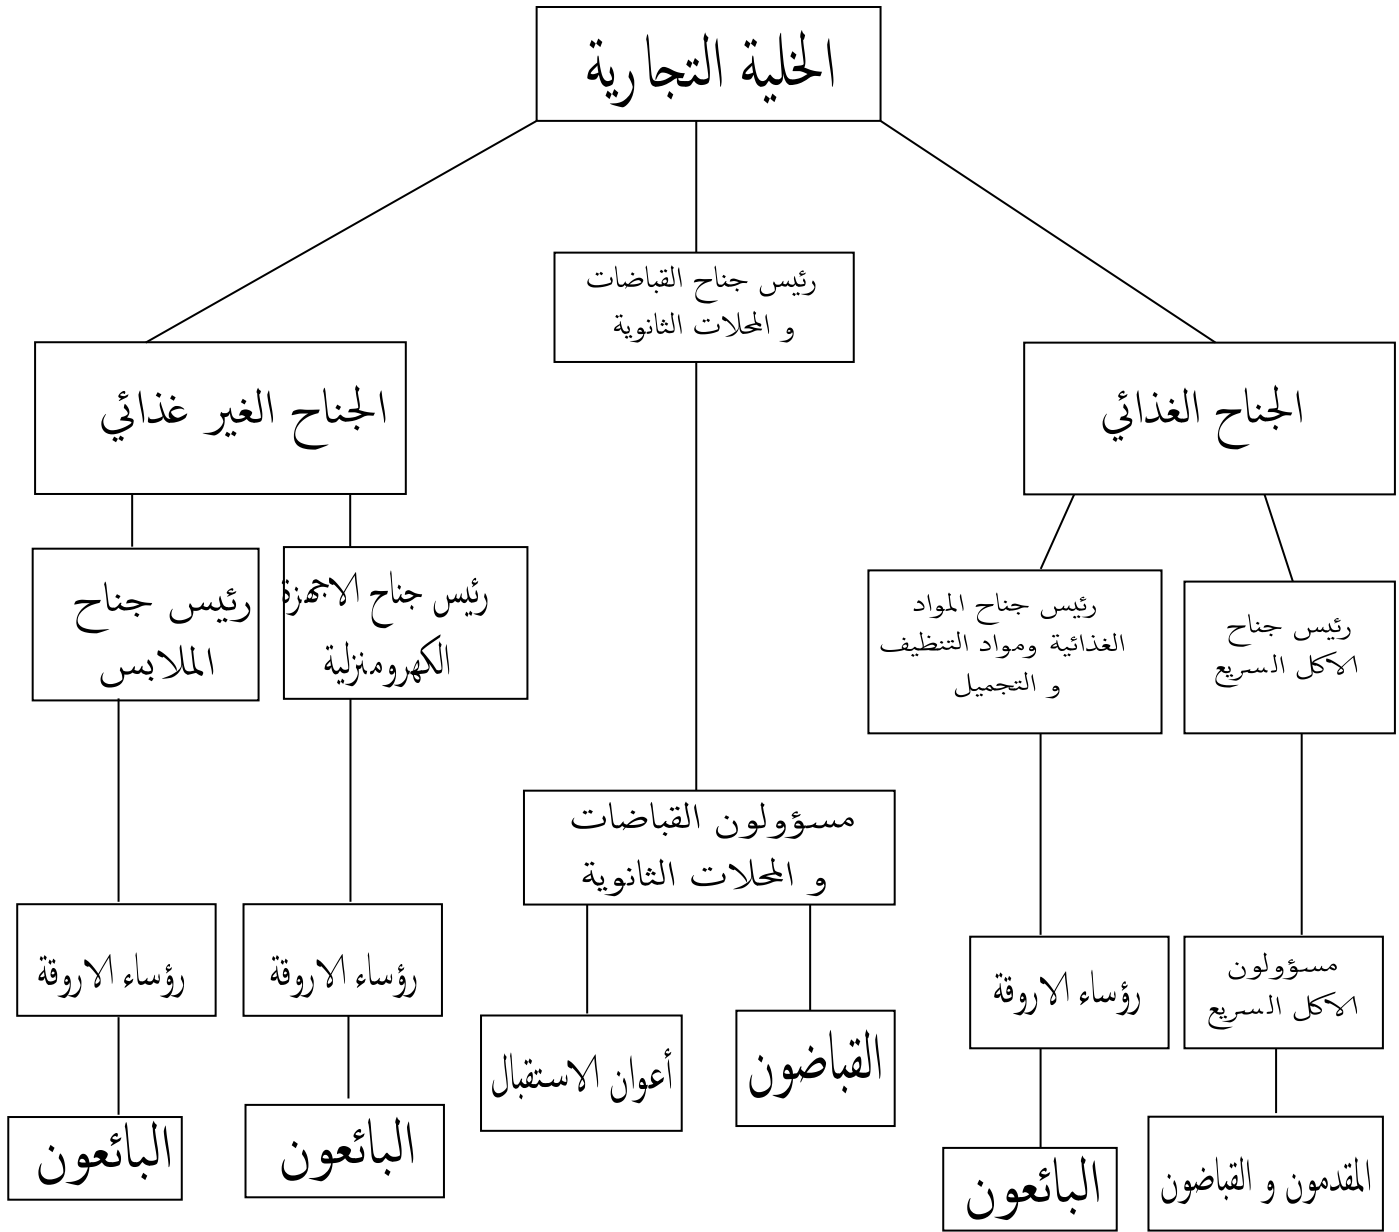 الخلية التجارية
رئيس جناح القباضات
و المحلات الثانوية
الجناح الغذائي
الجناح الغير غذائي
رئيس جناح
الاكل السريع
رئيس جناح المواد
الغذائية ومواد التنظيف
و التجميل
رئيس جناح الاجهزة
الكهرومنزلية
رئيس جناح
الملابس
مسؤولون القباضات
و المحلات الثانوية
مسؤولون
الاكل السريع
رؤساء الاروقة
رؤساء الاروقة
رؤساء الاروقة
القباضون
أعوان الاستقبال
المقدمون و القباضون
البائعون
البائعون
البائعون